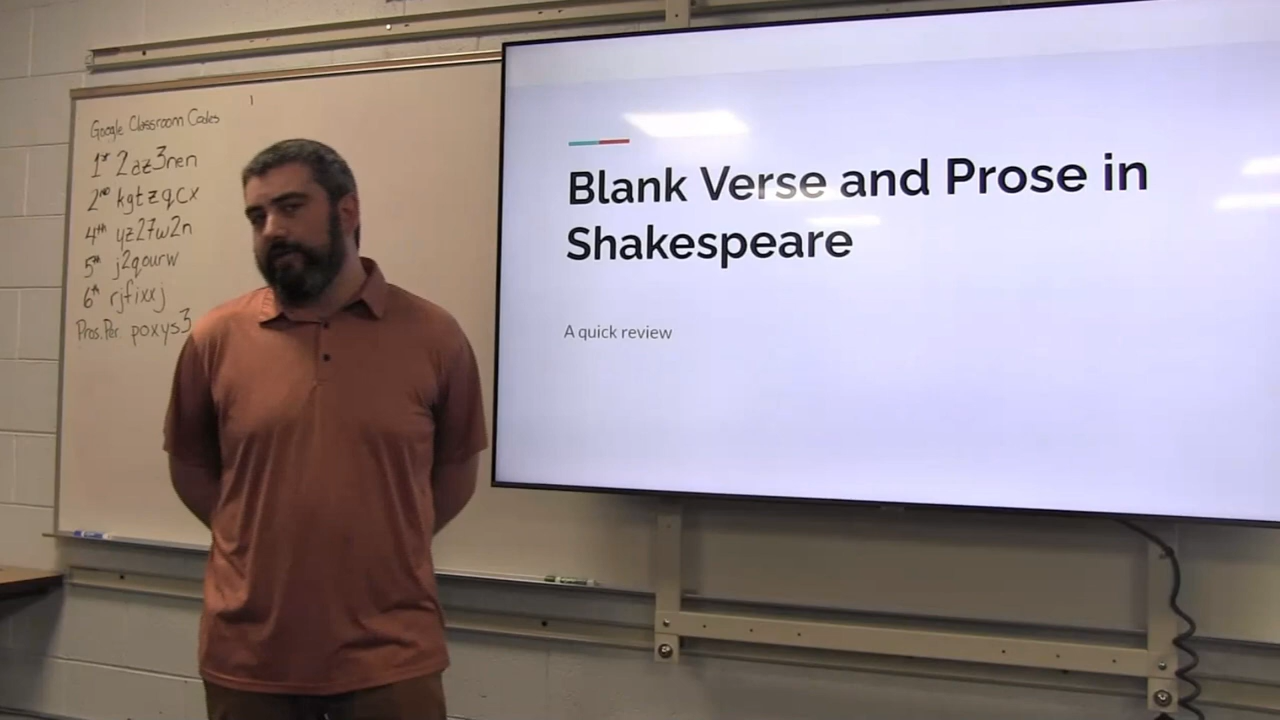 Google Classroom Codes
1st 2az3nen
2nd kgtzqcx
4th yz27w2n
5th j2qourw
6th rjfixxj
Pros. Per. poxys3
Blank Verse and Prose in
Shakespeare
A quick review